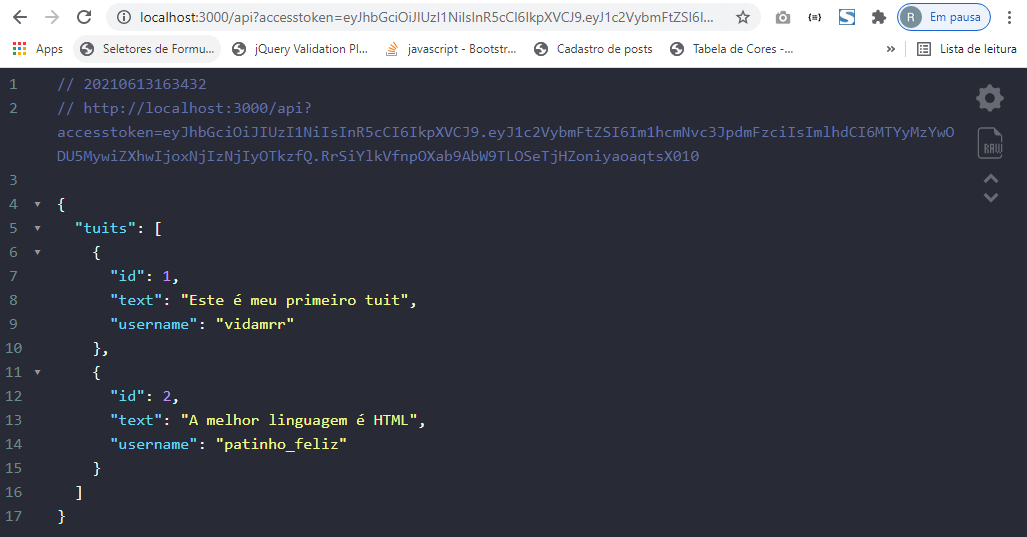 localhost:3000/api?accesstoken=eyJhbGciOiJIUzI1NiIsInR5cCI6IkpXVCJ9.eyJ1c2VybmFtZSI6I...
R Em pausa
Apps Seletores de Formu... jQuery Validation Pl... javascript - Bootstr... Cadastro de posts Tabela de Cores -... » Lista de leitura
1 // 20210613163432
2 // http://localhost:3000/api?
accesstoken=eyJhbGciOiJIUzI1NiIsInR5cCI6IkpXVCJ9.eyJ1c2VybmFtZSI6Im1hcmNvc3JpdmFzciIsImlhdCI6MTYyMzYwO
DU5MywiZXhwIjoxNjIzNjIyOTkzfQ.RrSiYlkVfnpOXab9AbW9TLOSeTjHZoniyaoaqtsX010
RAW
3
4 {
5 "tuits": [
6 {
7 "id": 1,
8 "text": "Este é meu primeiro tuit",
9 "username": "vidamrr"
10 },
11 {
12 "id": 2,
13 "text": "A melhor linguagem é HTML",
14 "username": "patinho_feliz"
15 }
16 ]
17 }